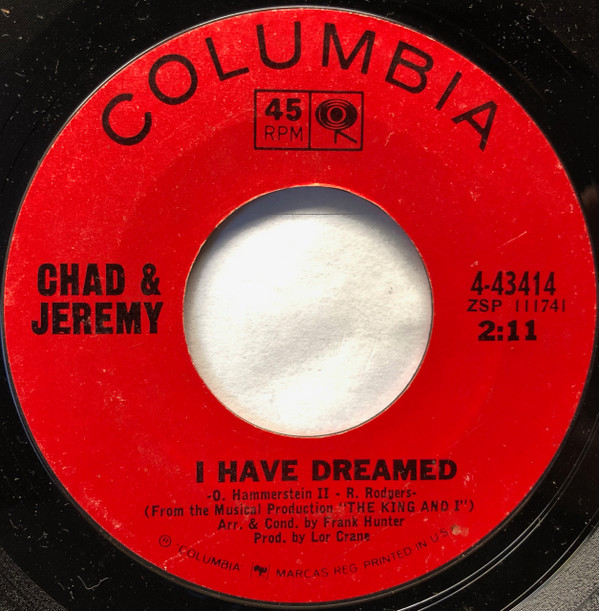 COLUMBIA
45
RPM
CHAD &
JEREMY
4-43414
ZSP 111741
2:11
I HAVE DREAMED
-O. Hammerstein II - R. Rodgers-
(From the Musical Production "THE KING AND I")
Arr. & Cond. by Frank Hunter
Prod. by Lor Crane
COLUMBIA MARCAS REG. PRINTED IN U.S.A.